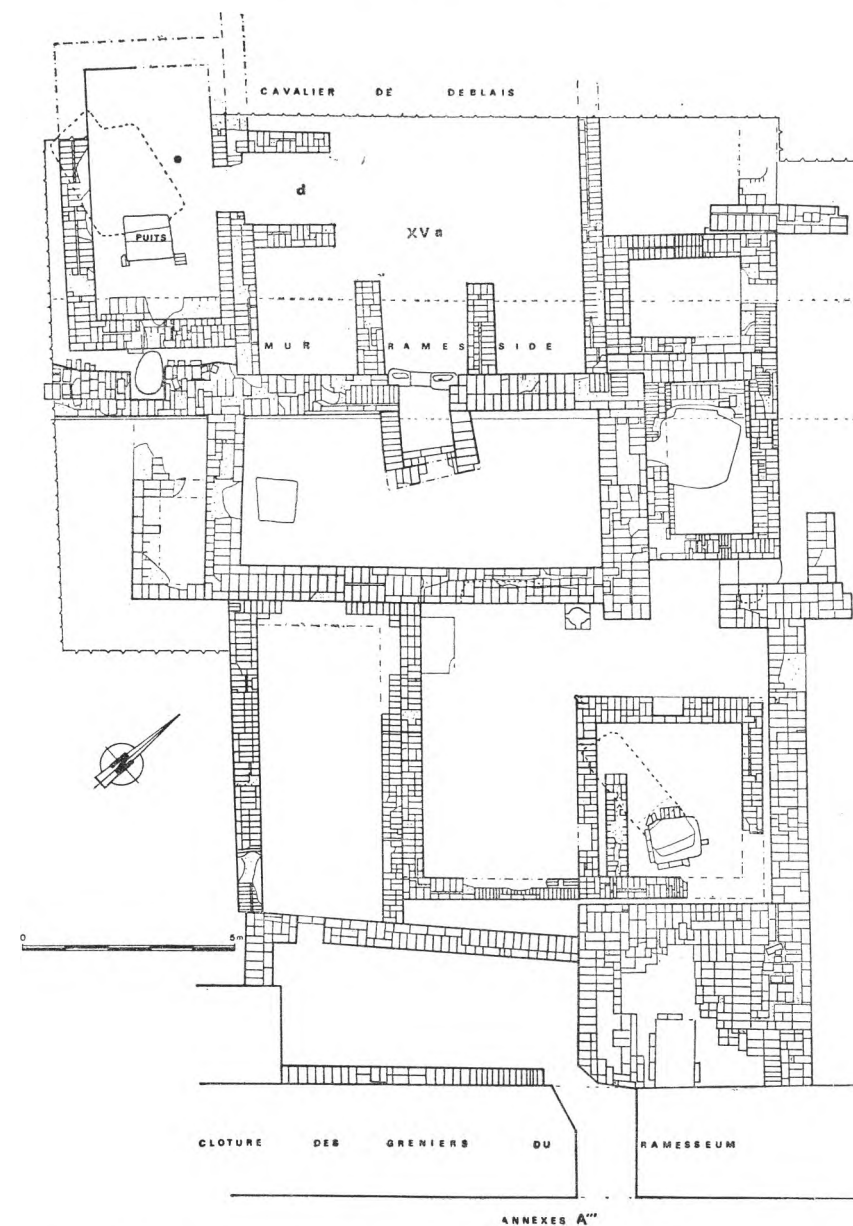 CAVALIER DE DEBLAIS
d
PUITS
XV a
MUR RAMESSIDE
0 5m
CLOTURE DES GRENIERS DU RAMESSEUM
ANNEXES A'''